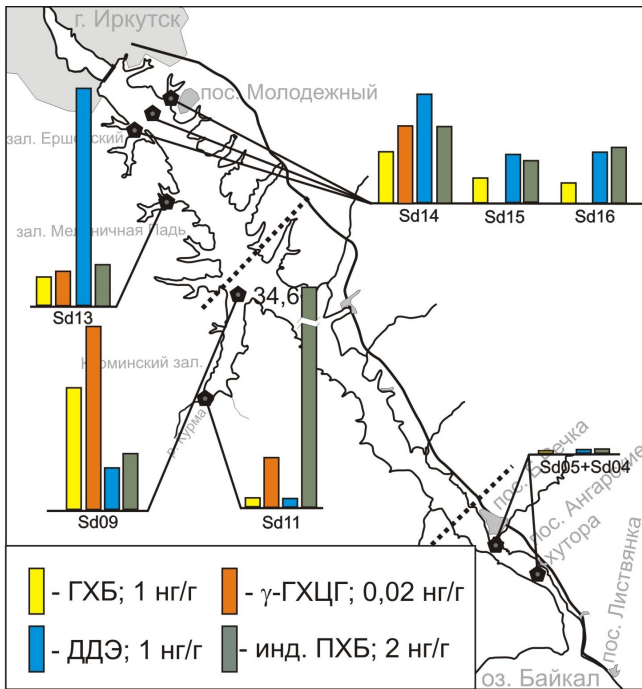 г. Иркутск
пос. Молодежный
зал. Ершовский
Sd14
Sd15
Sd16
зал. Мельничная Падь
Sd13
34,6
Курминский зал.
р. Курма
Sd09
Sd11
Sd05+Sd04
пос. Б. Речка
пос. Ангарские
хутора
пос. Листвянка
- ГХБ; 1 нг/г
- γ-ГХЦГ; 0,02 нг/г
- ДДЭ; 1 нг/г
- инд. ПХБ; 2 нг/г
оз. Байкал